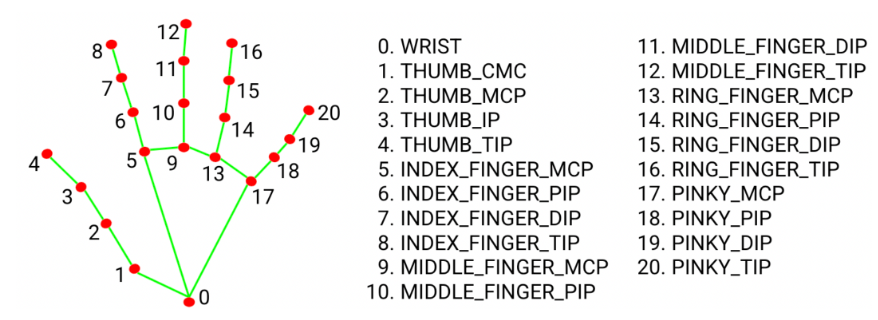 12
8
16
11
7
15
10
6
20
14
19
5
9
4
13
18
3
17
2
1
0
0. WRIST
1. THUMB_CMC
2. THUMB_MCP
3. THUMB_IP
4. THUMB_TIP
5. INDEX_FINGER_MCP
6. INDEX_FINGER_PIP
7. INDEX_FINGER_DIP
8. INDEX_FINGER_TIP
9. MIDDLE_FINGER_MCP
10. MIDDLE_FINGER_PIP
11. MIDDLE_FINGER_DIP
12. MIDDLE_FINGER_TIP
13. RING_FINGER_MCP
14. RING_FINGER_PIP
15. RING_FINGER_DIP
16. RING_FINGER_TIP
17. PINKY_MCP
18. PINKY_PIP
19. PINKY_DIP
20. PINKY_TIP